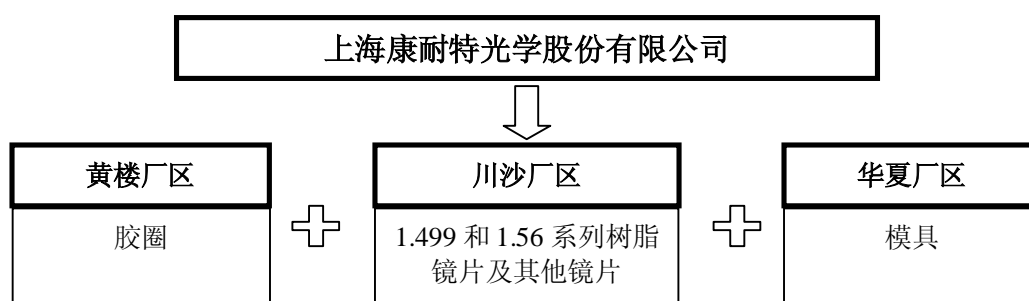 上海康耐特光学股份有限公司
黄楼厂区
川沙厂区
华夏厂区
胶圈
1.499 和 1.56 系列树脂
镜片及其他镜片
模具